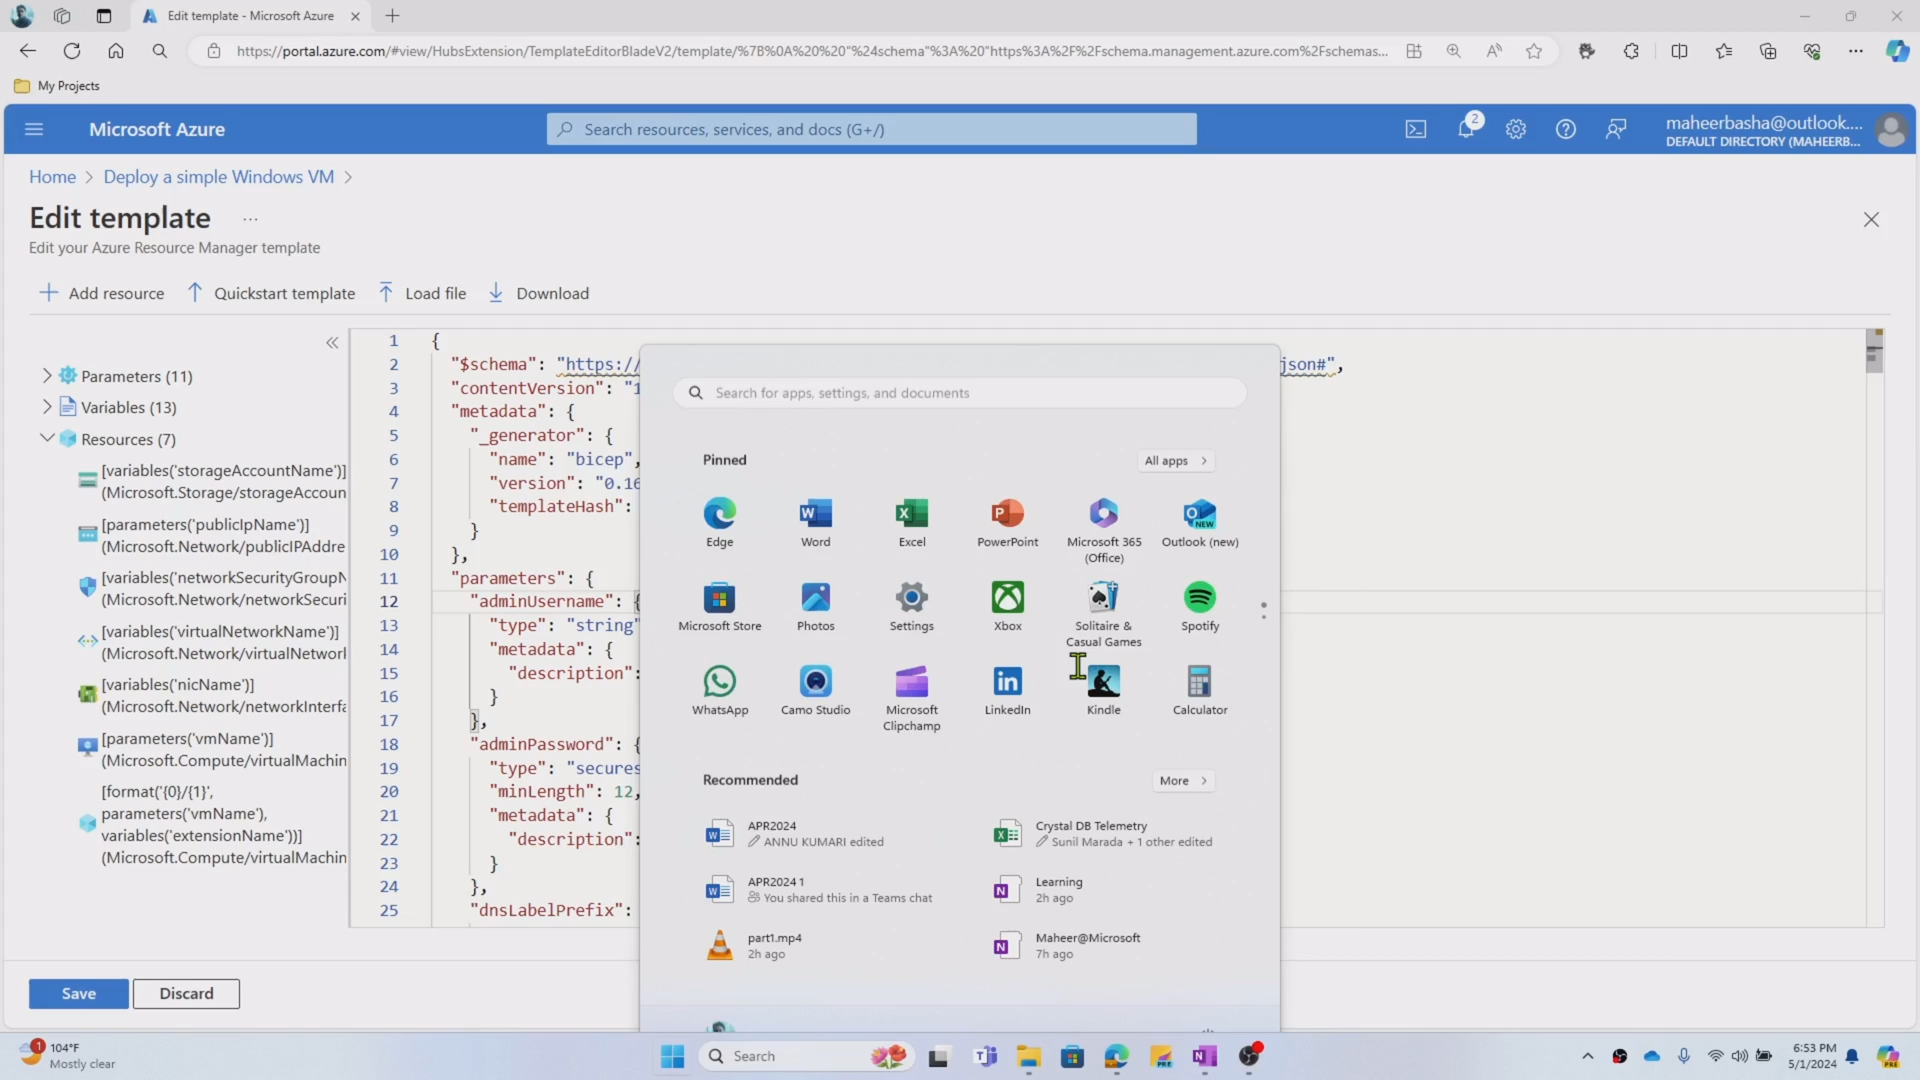 Edit template - Microsoft Azure
https://portal.azure.com/#view/HubsExtension/TemplateEditorBladeV2/template/%7B%0A%20%20"%24schema"%3A%20"https%3A%2F%2Fschema.management.azure.com%2Fschemas...
My Projects
Microsoft Azure
Search resources, services, and docs (G+/)
2
maheerbasha@outlook....
DEFAULT DIRECTORY (MAHEERB...
Home > Deploy a simple Windows VM >
Edit template ...
Edit your Azure Resource Manager template
Add resource
Quickstart template
Load file
Download
Parameters (11)
Variables (13)
Resources (7)
[variables('storageAccountName')]
(Microsoft.Storage/storageAccoun
[parameters('publicIpName')]
(Microsoft.Network/publicIPAddre
[variables('networkSecurityGroupN
(Microsoft.Network/networkSecuri
[variables('virtualNetworkName')]
(Microsoft.Network/virtualNetwork
[variables('nicName')]
(Microsoft.Network/networkInterfa
[parameters('vmName')]
(Microsoft.Compute/virtualMachin
[format('{0}/{1}',
parameters('vmName'),
variables('extensionName'))]
(Microsoft.Compute/virtualMachin
1 {
2 "$schema": "https:// json#",
3 "contentVersion": "1
4 "metadata": {
5 "_generator": {
6 "name": "bicep",
7 "version": "0.16
8 "templateHash":
9 }
10 },
11 "parameters": {
12 "adminUsername": {
13 "type": "string"
14 "metadata": {
15 "description":
16 }
17 },
18 "adminPassword": {
19 "type": "secures
20 "minLength": 12,
21 "metadata": {
22 "description":
23 }
24 },
25 "dnsLabelPrefix":
Save
Discard
Search for apps, settings, and documents
Pinned
All apps >
Edge
Word
Excel
PowerPoint
Microsoft 365
(Office)
Outlook (new)
Microsoft Store
Photos
Settings
Xbox
Solitaire &
Casual Games
Spotify
WhatsApp
Camo Studio
Microsoft
Clipchamp
LinkedIn
Kindle
Calculator
Recommended
More >
APR2024
ANNU KUMARI edited
Crystal DB Telemetry
Sunil Marada + 1 other edited
APR2024 1
You shared this in a Teams chat
Learning
2h ago
part1.mp4
2h ago
Maheer@Microsoft
7h ago
1
104°F
Mostly clear
Search
6:53 PM
5/1/2024